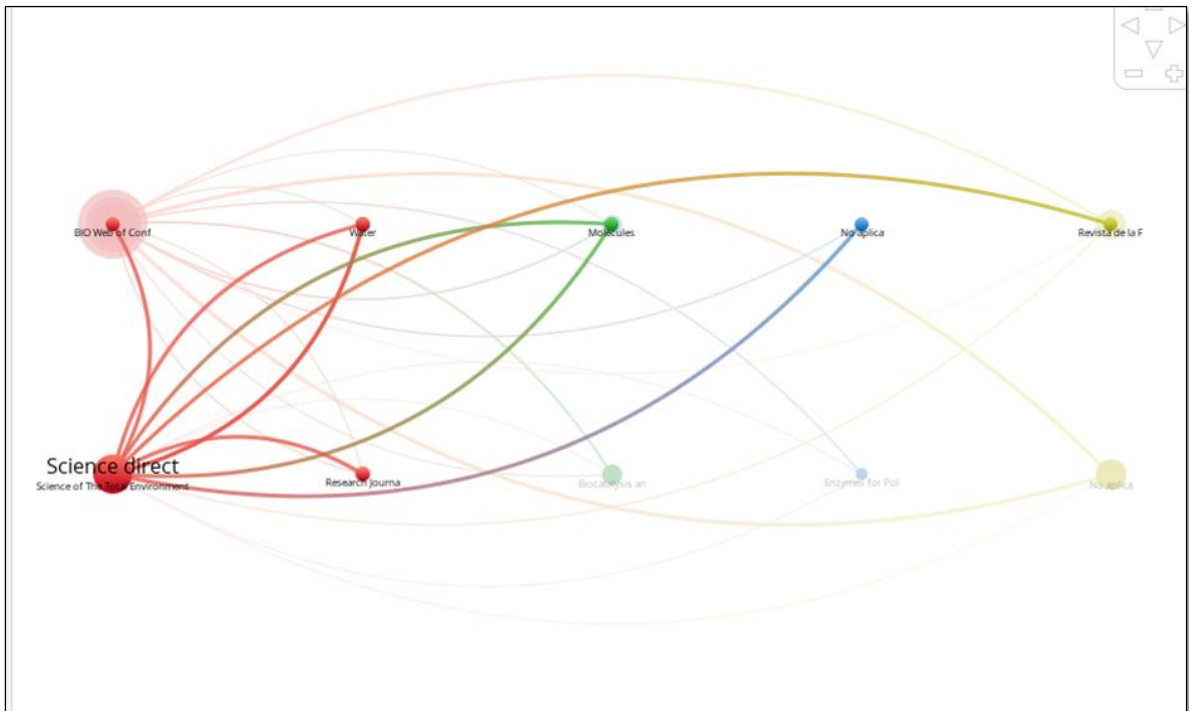 BIO Web of Conf
Water
Molecules
No aplica
Revista de la F
Science direct
Science of The Total Environment
Research Journa
Biocatalysis an
Enzymes for Pol
No aplica